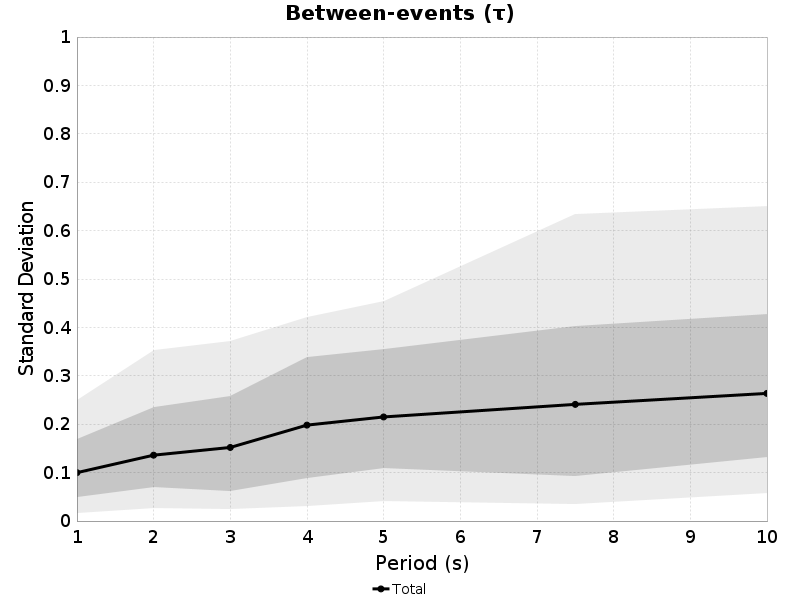 Between-events (τ)
1
0.9
0.8
0.7
0.6
0.5
0.4
0.3
0.2
0.1
0
Standard Deviation
1 2 3 4 5 6 7 8 9 10
Period (s)
Total